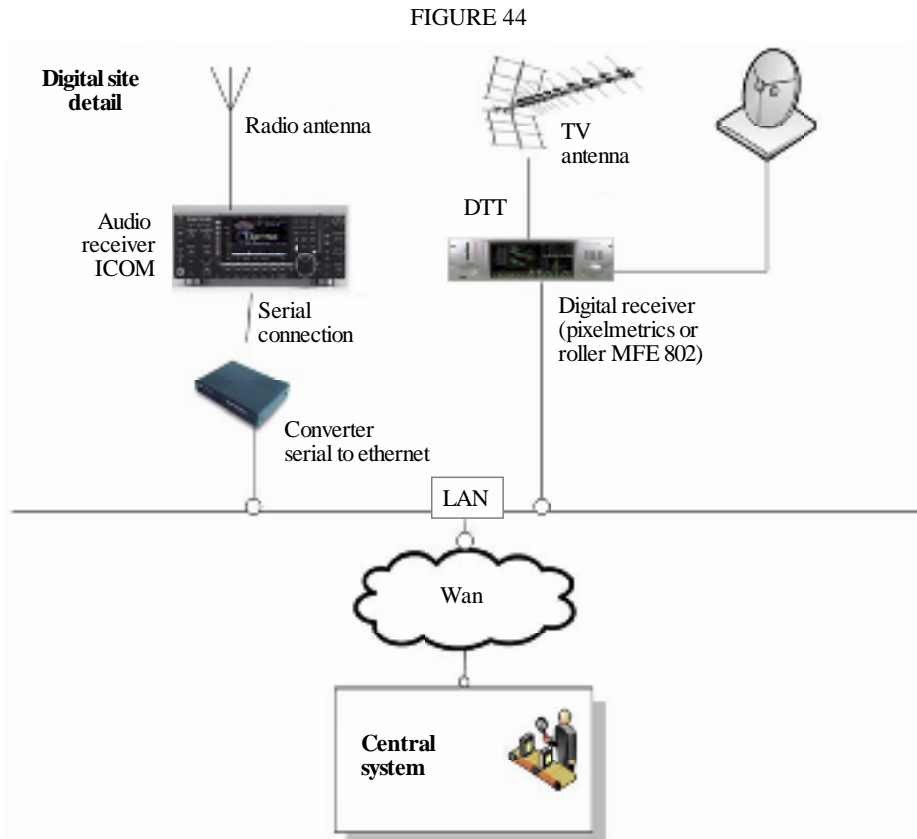 FIGURE 44
Digital site
detail
Radio antenna
TV
antenna
DTT
Audio
receiver
ICOM
Serial
connection
Digital receiver
(pixelmetrics or
roller MFE 802)
Converter
serial to ethernet
LAN
Wan
Central
system